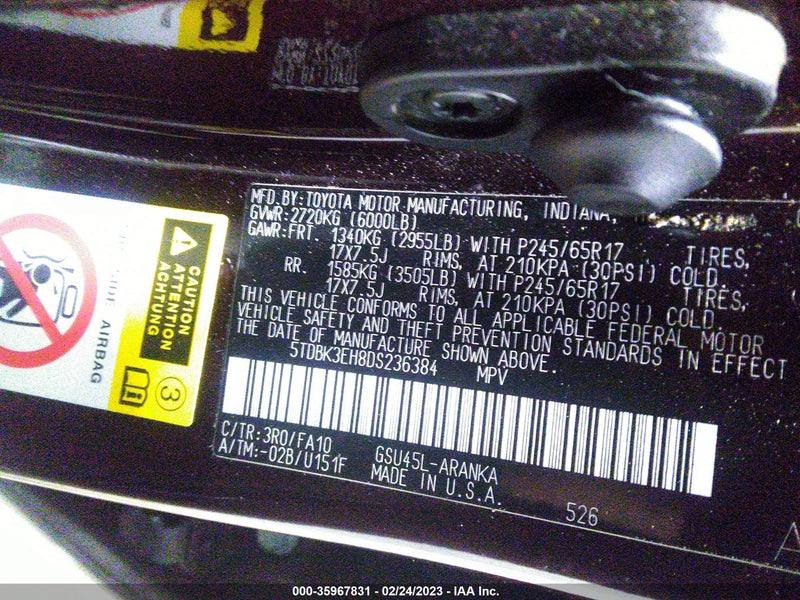 MFD.BY:TOYOTA MOTOR MANUFACTURING, INDIANA,
GVWR:2720KG (6000LB)
GAWR:FRT. 1340KG (2955LB) WITH P245/65R17 TIRES,
17X7.5J RIMS, AT 210KPA (30PSI) COLD.
RR. 1585KG (3505LB) WITH P245/65R17 TIRES,
17X7.5J RIMS, AT 210KPA (30PSI) COLD.
THIS VEHICLE CONFORMS TO ALL APPLICABLE FEDERAL MOTOR
VEHICLE SAFETY AND THEFT PREVENTION STANDARDS IN EFFECT
THE DATE OF MANUFACTURE SHOWN ABOVE.
5TDBK3EH8DS236384 MPV
C/TR:3R0/FA10 GSU45L-ARANKA
A/TM:-02B/U151F MADE IN U.S.A.
526
SIDE AIRBAG
CAUTION
ATTENTION
ACHTUNG
3
000-35967831 - 02/24/2023 - IAA Inc.